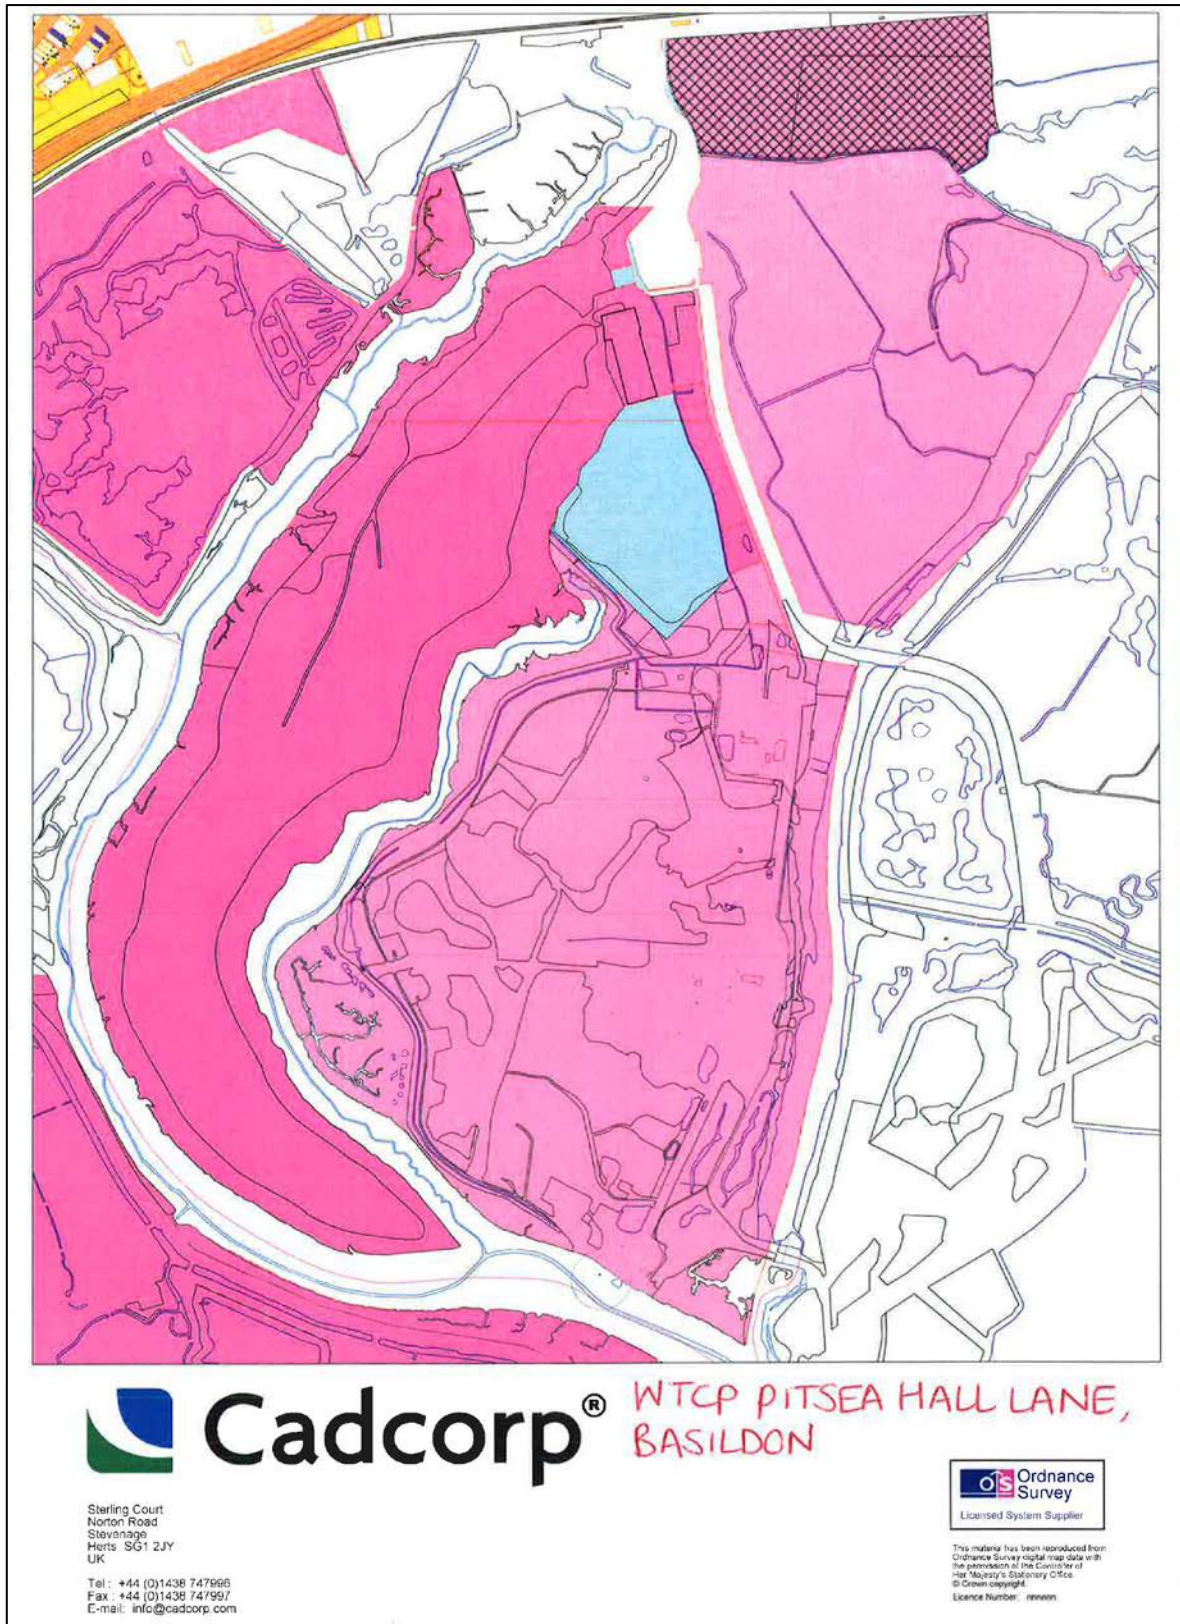 Cadcorp®
WTCP PITSEA HALL LANE,
BASILDON
Sterling Court
Norton Road
Stevenage
Herts SG1 2JY
UK
Tel : +44 (0)1438 747996
Fax : +44 (0)1438 747997
E-mail: info@cadcorp.com
OS Ordnance
Survey
Licensed System Supplier
This material has been reproduced from
Ordnance Survey digital map data with
the permission of the Controller of
Her Majesty's Stationery Office.
© Crown copyright.
Licence Number: nnnnnn